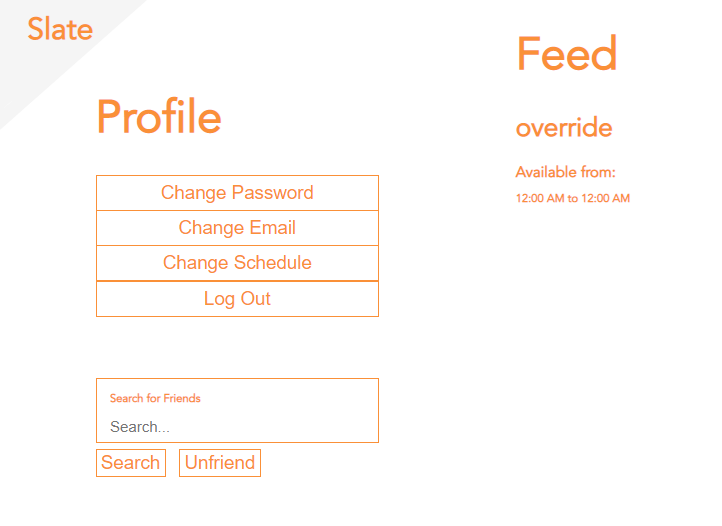 Slate
Profile
Change Password
Change Email
Change Schedule
Log Out
Search for Friends
Search...
Search
Unfriend
Feed
override
Available from:
12:00 AM to 12:00 AM